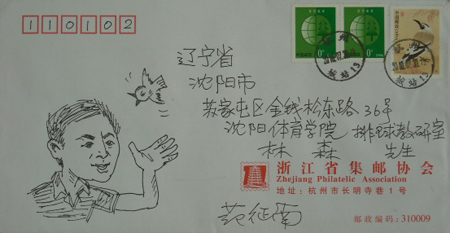 110102
辽宁省
沈阳市
苏家屯区金钱松东路36号
沈阳体育学院 排球教研室
林森 先生
浙江省集邮协会
Zhejiang Philatelic Association
地址：杭州市长明寺巷1号
范征南
邮政编码：310009